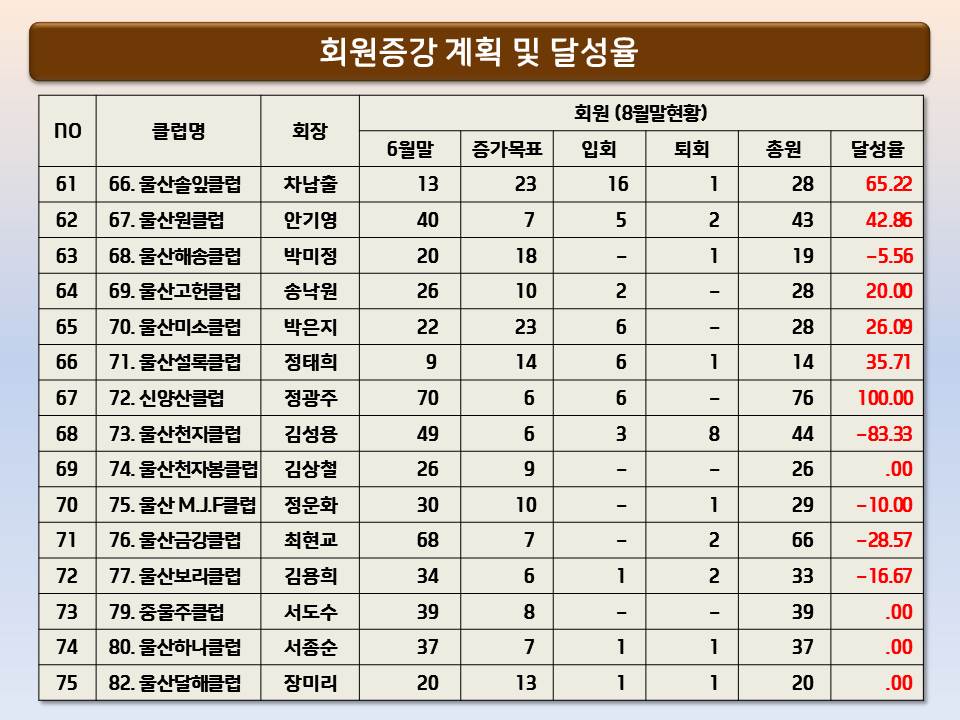 회원증강 계획 및 달성율
NO 클럽명 회장 회원 (8월말현황)
6월말 증가목표 입회 퇴회 총원 달성율
61 66. 울산솔잎클럽 차남출 13 23 16 1 28 65.22
62 67. 울산원클럽 안기영 40 7 5 2 43 42.86
63 68. 울산해송클럽 박미정 20 18 - 1 19 -5.56
64 69. 울산고헌클럽 송낙원 26 10 2 - 28 20.00
65 70. 울산미소클럽 박은지 22 23 6 - 28 26.09
66 71. 울산설록클럽 정태희 9 14 6 1 14 35.71
67 72. 신양산클럽 정광주 70 6 6 - 76 100.00
68 73. 울산천지클럽 김성용 49 6 3 8 44 -83.33
69 74. 울산천자봉클럽 김상철 26 9 - - 26 .00
70 75. 울산 M.J.F클럽 정운화 30 10 - 1 29 -10.00
71 76. 울산금강클럽 최현교 68 7 - 2 66 -28.57
72 77. 울산보리클럽 김용희 34 6 1 2 33 -16.67
73 79. 중울주클럽 서도수 39 8 - - 39 .00
74 80. 울산하나클럽 서종순 37 7 1 1 37 .00
75 82. 울산달해클럽 장미리 20 13 1 1 20 .00